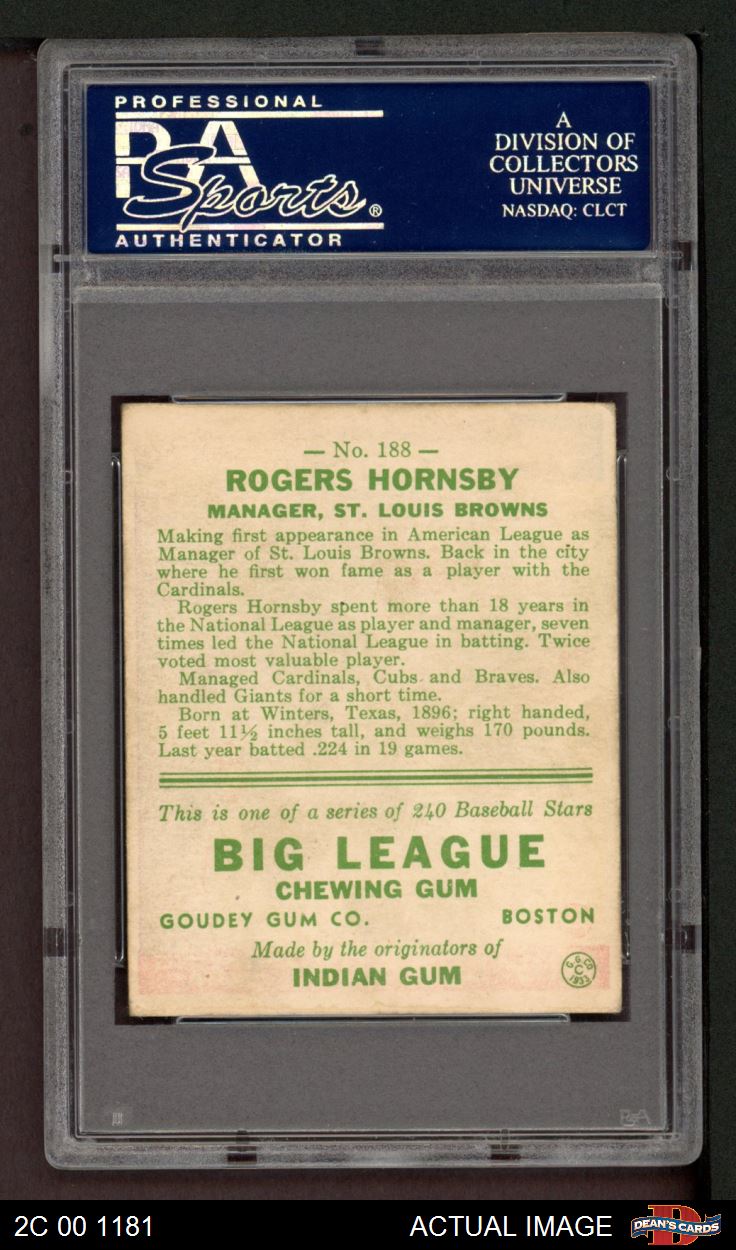 PROFESSIONAL
PSA
Sports®
AUTHENTICATOR
A
DIVISION OF
COLLECTORS
UNIVERSE
NASDAQ: CLCT
— No. 188 —
ROGERS HORNSBY
MANAGER, ST. LOUIS BROWNS
Making first appearance in American League as
Manager of St. Louis Browns. Back in the city
where he first won fame as a player with the
Cardinals.
Rogers Hornsby spent more than 18 years in
the National League as player and manager, seven
times led the National League in batting. Twice
voted most valuable player.
Managed Cardinals, Cubs and Braves. Also
handled Giants for a short time.
Born at Winters, Texas, 1896; right handed,
5 feet 11½ inches tall, and weighs 170 pounds.
Last year batted .224 in 19 games.
This is one of a series of 240 Baseball Stars
BIG LEAGUE
CHEWING GUM
GOUDEY GUM CO. BOSTON
Made by the originators of
INDIAN GUM
G.G.CO
C
1933
PSA
2C 00 1181
ACTUAL IMAGE
D
DEAN'S CARDS